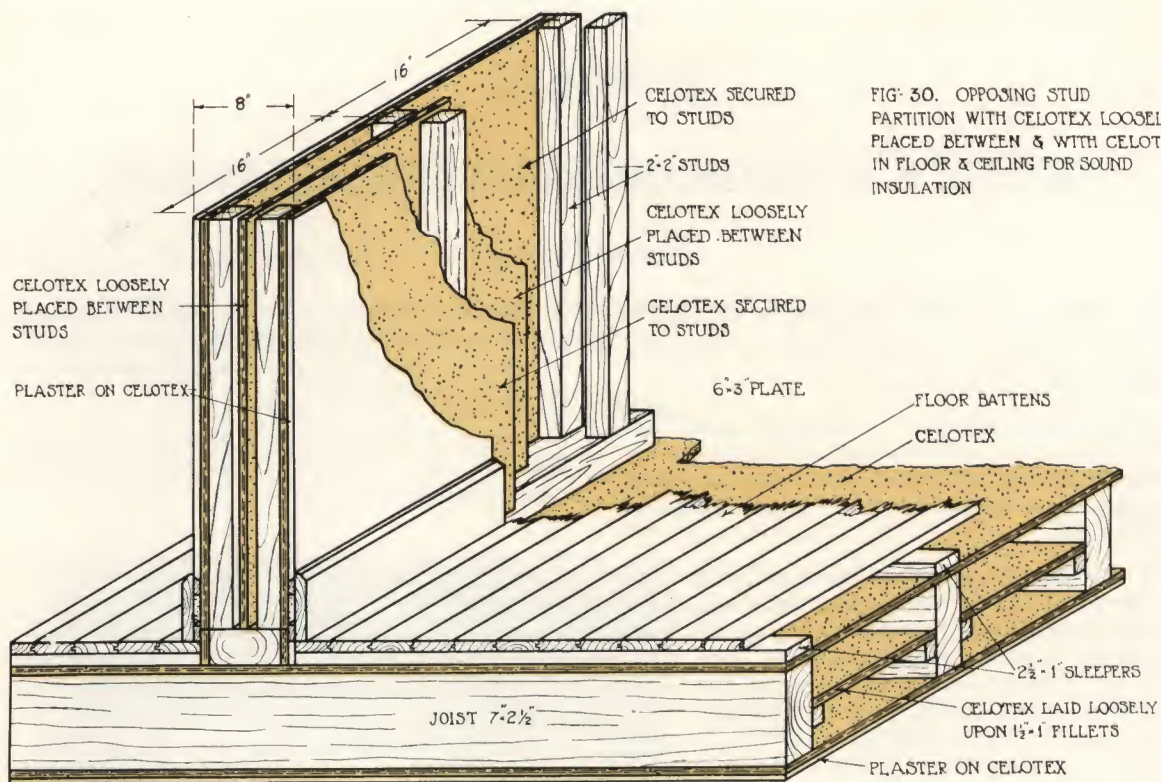 FIG- 30. OPPOSING STUD
PARTITION WITH CELOTEX LOOSEL
PLACED BETWEEN & WITH CELOT
IN FLOOR & CEILING FOR SOUND
INSULATION
16"
8"
16"
CELOTEX SECURED
TO STUDS
2"×2" STUDS
CELOTEX LOOSELY
PLACED BETWEEN
STUDS
CELOTEX SECURED
TO STUDS
CELOTEX LOOSELY
PLACED BETWEEN
STUDS
PLASTER ON CELOTEX
6"×3" PLATE
FLOOR BATTENS
CELOTEX
JOIST 7"×2½"
2½"×1" SLEEPERS
CELOTEX LAID LOOSELY
UPON 1½"×1" FILLETS
PLASTER ON CELOTEX